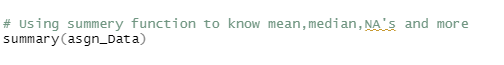 # Using summery function to know mean,median,NA's and more
summary(asgn_Data)